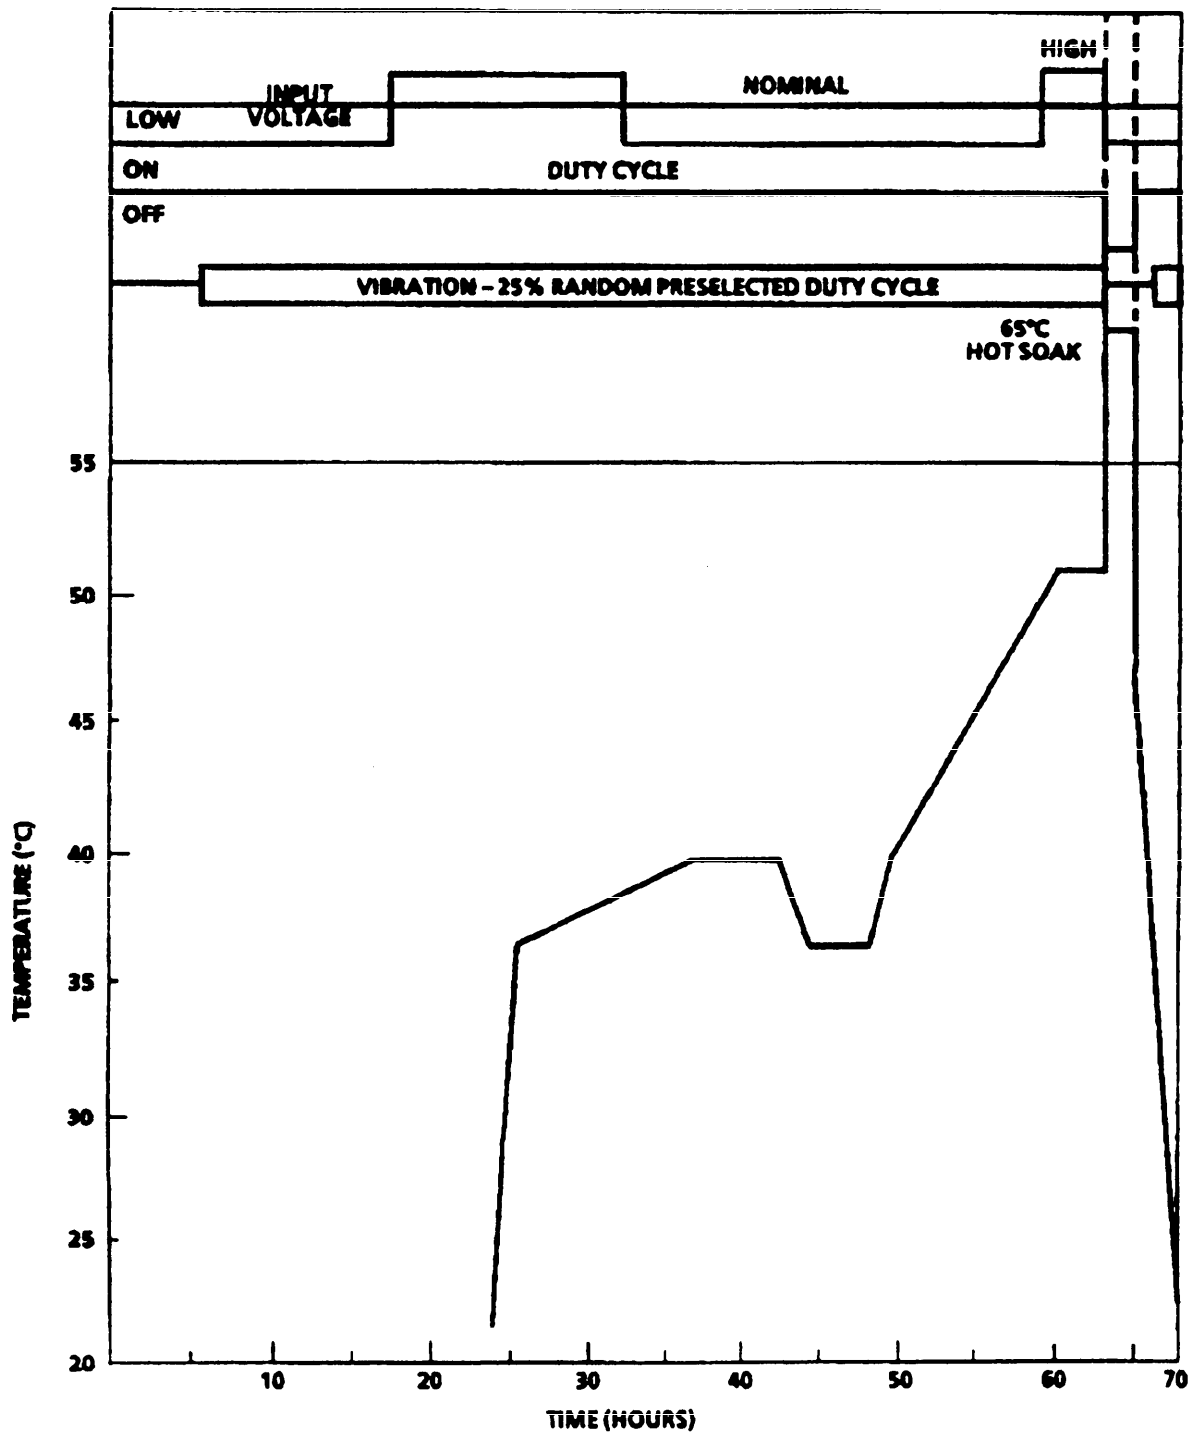 HIGH
INPUT
VOLTAGE
NOMINAL
LOW
ON
DUTY CYCLE
OFF
VIBRATION – 25% RANDOM PRESELECTED DUTY CYCLE
65°C
HOT SOAK
55
50
45
40
35
30
25
20
TEMPERATURE (°C)
10
20
30
40
50
60
70
TIME (HOURS)